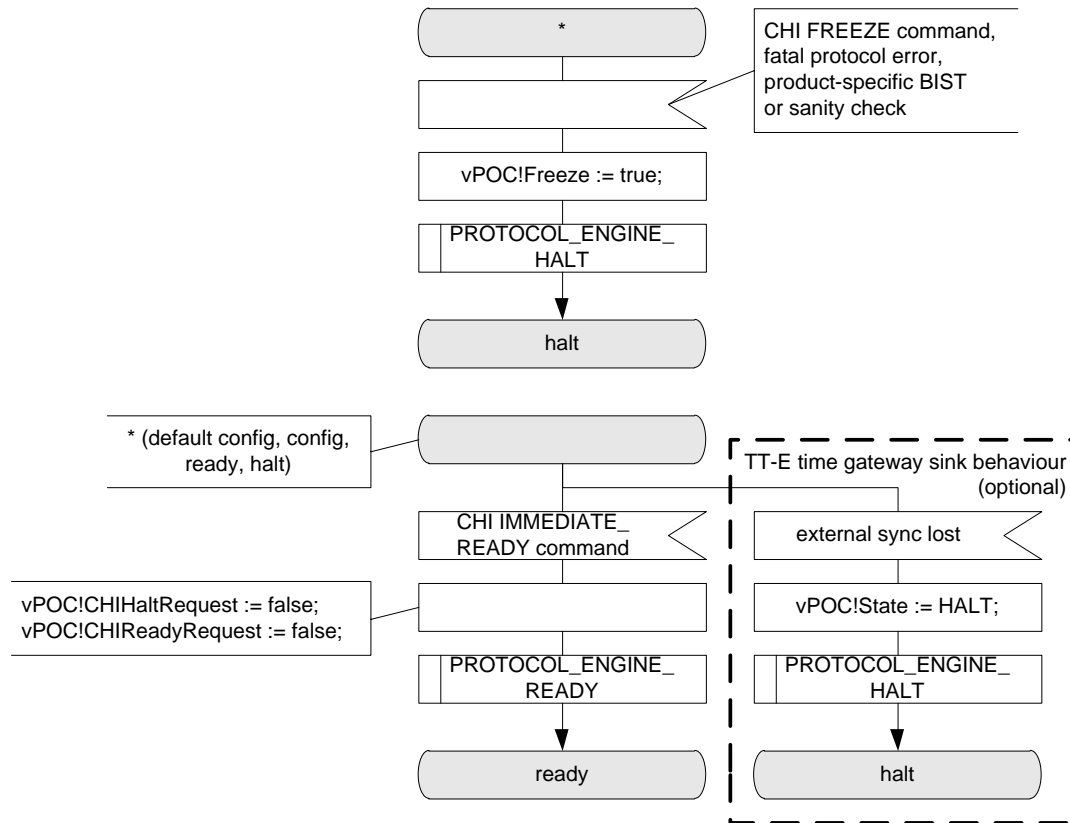 *
CHI FREEZE command,
fatal protocol error,
product-specific BIST
or sanity check
vPOC!Freeze := true;
PROTOCOL_ENGINE_
HALT
halt
* (default config, config,
ready, halt)
TT-E time gateway sink behaviour
(optional)
CHI IMMEDIATE_
READY command
external sync lost
vPOC!CHIHaltRequest := false;
vPOC!CHIReadyRequest := false;
vPOC!State := HALT;
PROTOCOL_ENGINE_
READY
PROTOCOL_ENGINE_
HALT
ready
halt